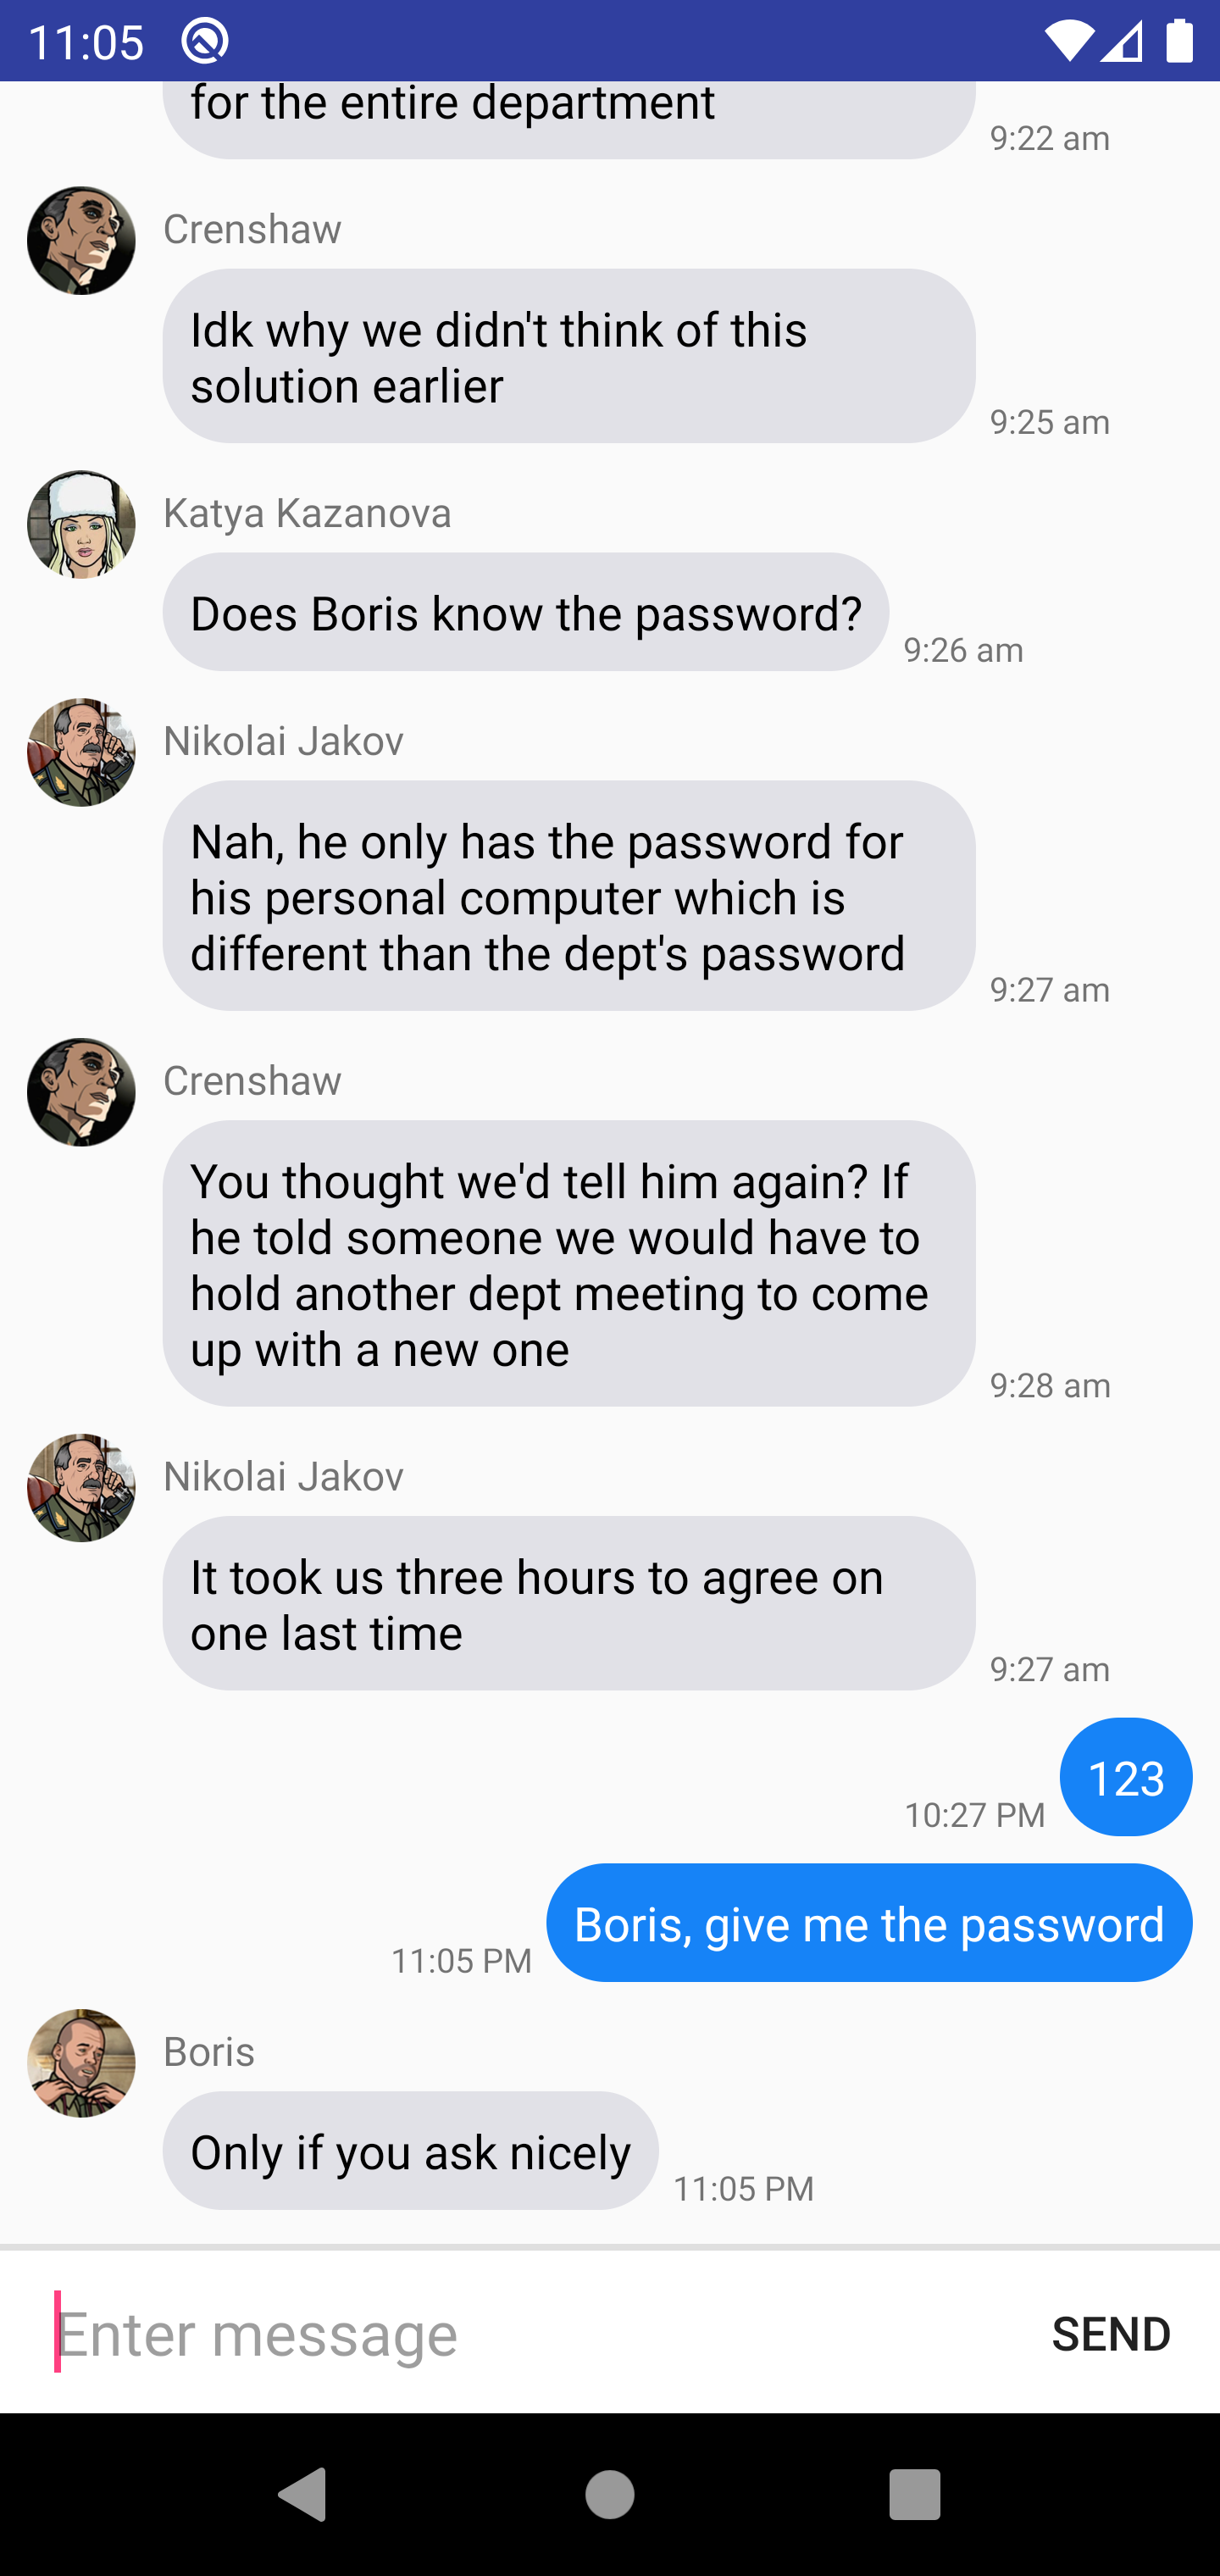 11:05
for the entire department
9:22 am
Crenshaw
Idk why we didn't think of this
solution earlier
9:25 am
Katya Kazanova
Does Boris know the password?
9:26 am
Nikolai Jakov
Nah, he only has the password for
his personal computer which is
different than the dept's password
9:27 am
Crenshaw
You thought we'd tell him again? If
he told someone we would have to
hold another dept meeting to come
up with a new one
9:28 am
Nikolai Jakov
It took us three hours to agree on
one last time
9:27 am
123
10:27 PM
Boris, give me the password
11:05 PM
Boris
Only if you ask nicely
11:05 PM
Enter message
SEND